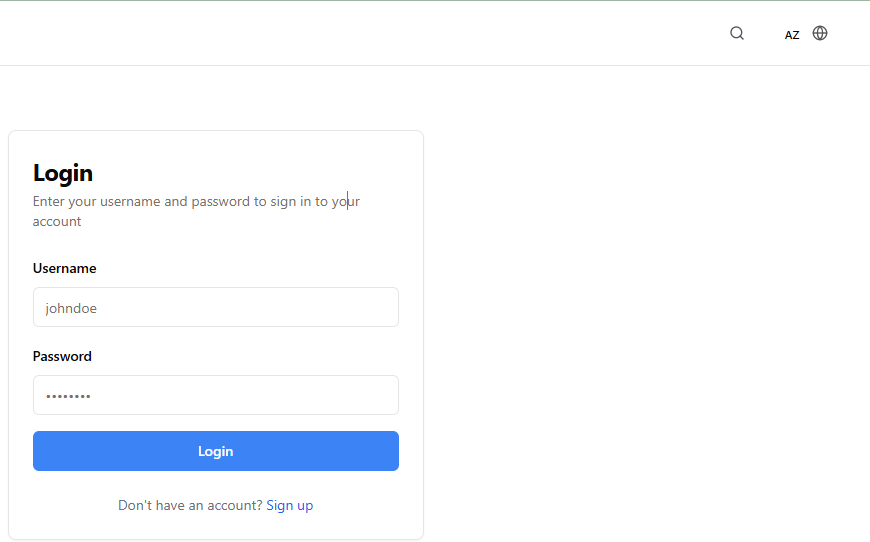 AZ
Login
Enter your username and password to sign in to your
account
Username
johndoe
Password
••••••••
Login
Don't have an account? Sign up